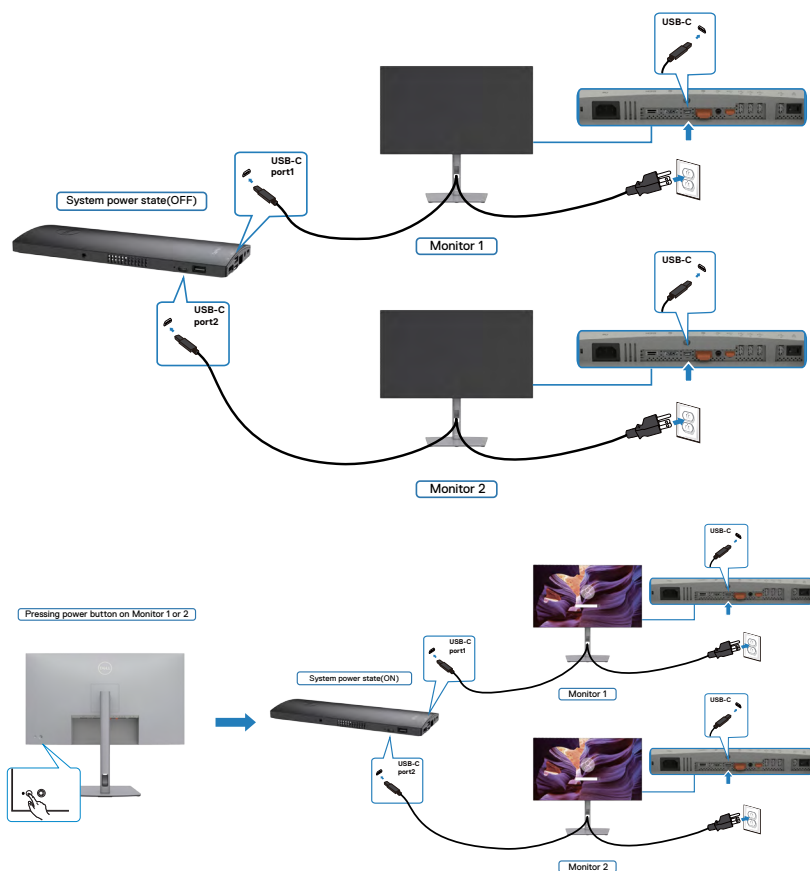 USB-C
USB-C
port1
System power state(OFF)
Monitor 1
USB-C
USB-C
port2
Monitor 2
USB-C
Pressing power button on Monitor 1 or 2
DELL
USB-C
port1
System power state(ON)
Monitor 1
USB-C
USB-C
port2
Monitor 2